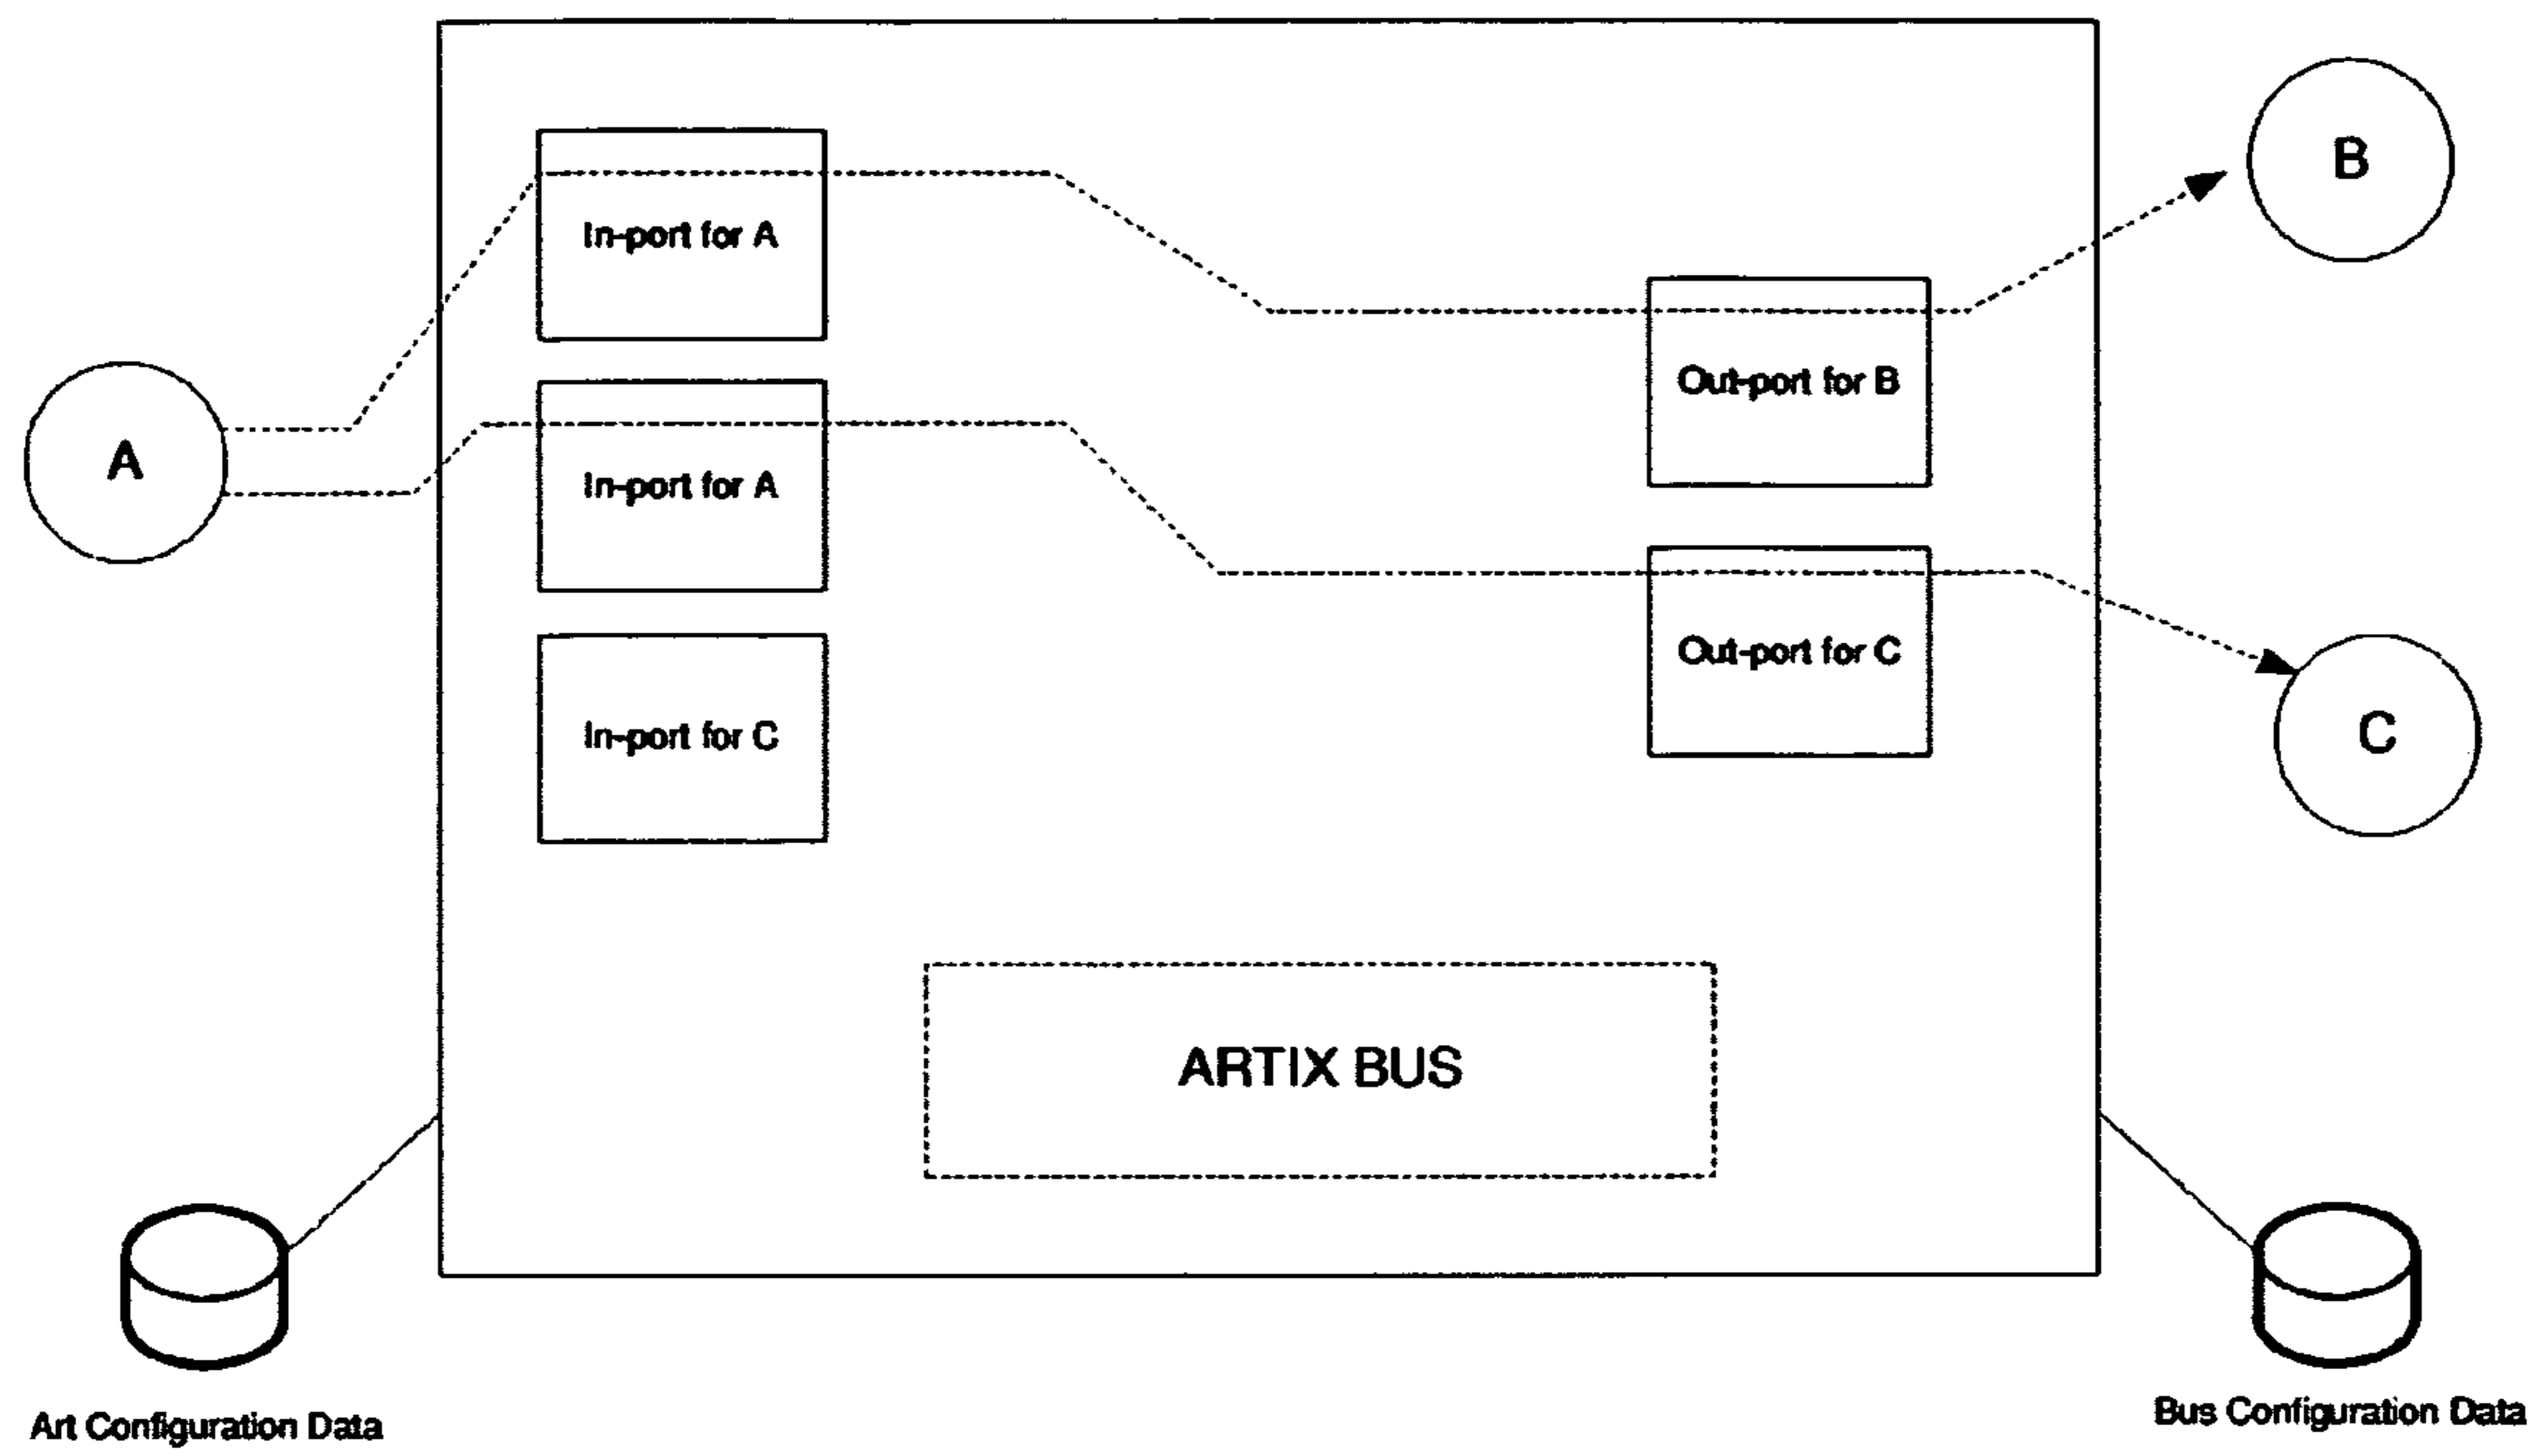 B
In-port for A
Out-port for B
A
In-port for A
Out-port for C
In-port for C
C
ARTIX BUS
Art Configuration Data
Bus Configuration Data